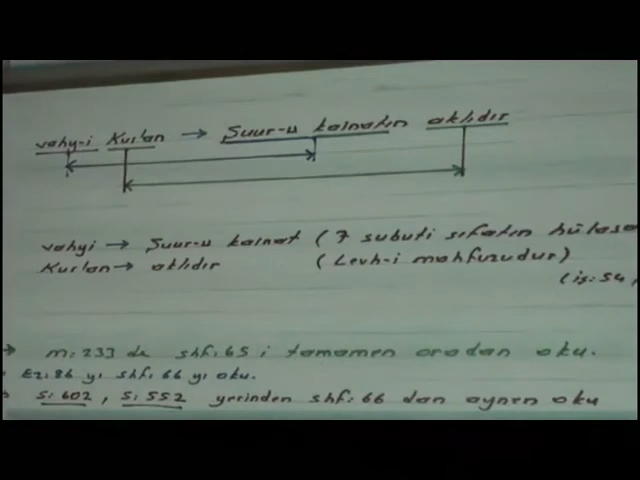 vahy-i Kur'an → Şuur-u kainatın aklıdır
vahyi → Şuur-u kainat (7 subuti sıfatın hülasa
Kur'an → aklıdır (Levh-i mahfuzudur)
(is: 54,
→ m: 233 de shf: 65 i tamamen oradan oku.
Ez: 86 yı shf: 66 yı oku.
S: 602, S: 552 yerinden shf: 66 dan aynen oku